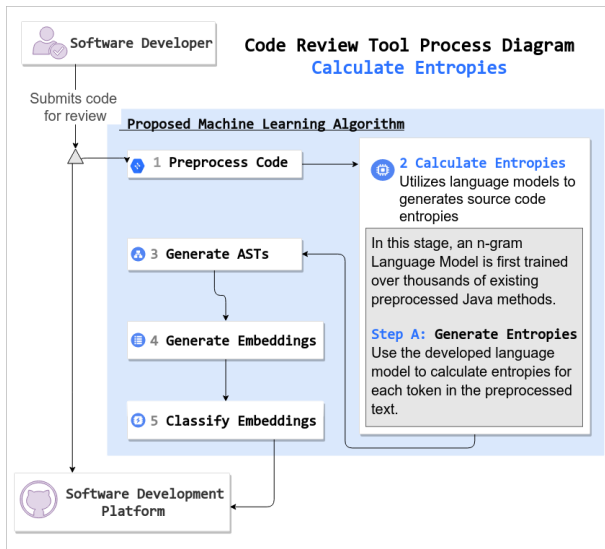 Software Developer
Code Review Tool Process Diagram
Calculate Entropies
Submits code
for review
Proposed Machine Learning Algorithm
1 Preprocess Code
2 Calculate Entropies
Utilizes language models to
generates source code
entropies
In this stage, an n-gram
Language Model is first trained
over thousands of existing
preprocessed Java methods.
Step A: Generate Entropies
Use the developed language
model to calculate entropies for
each token in the preprocessed
text.
3 Generate ASTs
4 Generate Embeddings
5 Classify Embeddings
Software Development
Platform